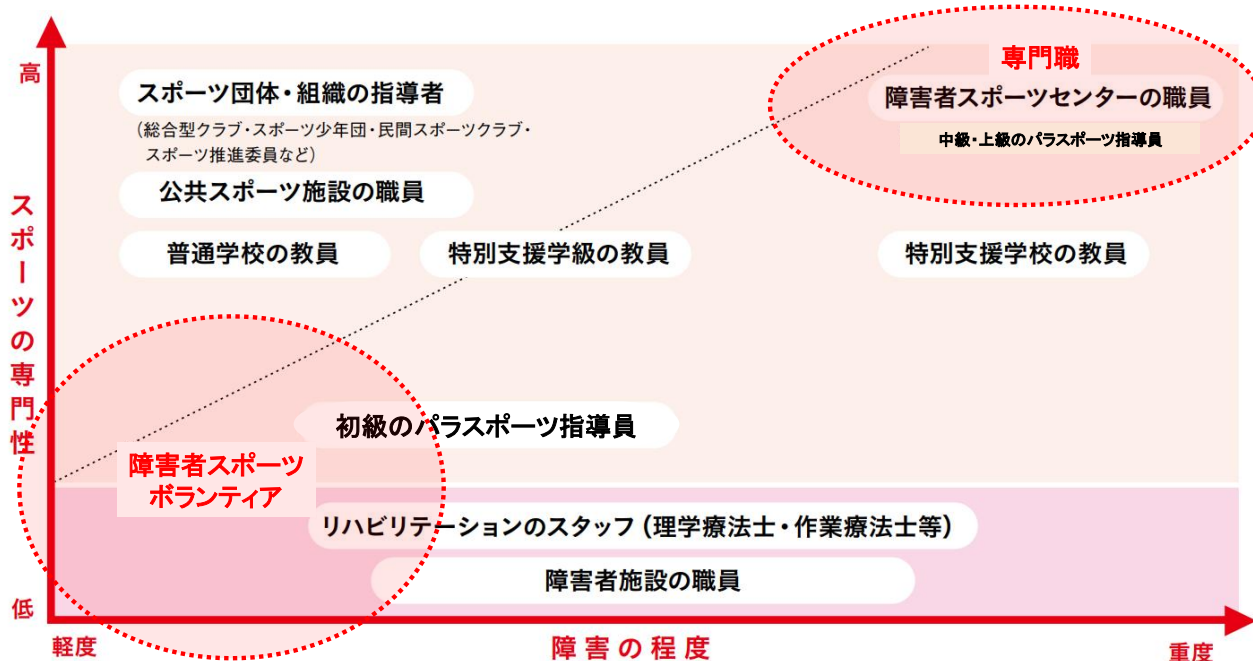 高
専門職
スポーツ団体・組織の指導者
障害者スポーツセンターの職員
(総合型クラブ・スポーツ少年団・民間スポーツクラブ・
スポーツ推進委員など)
中級・上級のパラスポーツ指導員
公共スポーツ施設の職員
スポーツの専門性
普通学校の教員
特別支援学級の教員
特別支援学校の教員
初級のパラスポーツ指導員
障害者スポーツ
ボランティア
リハビリテーションのスタッフ(理学療法士・作業療法士等)
障害者施設の職員
低
軽度
障害の程度
重度